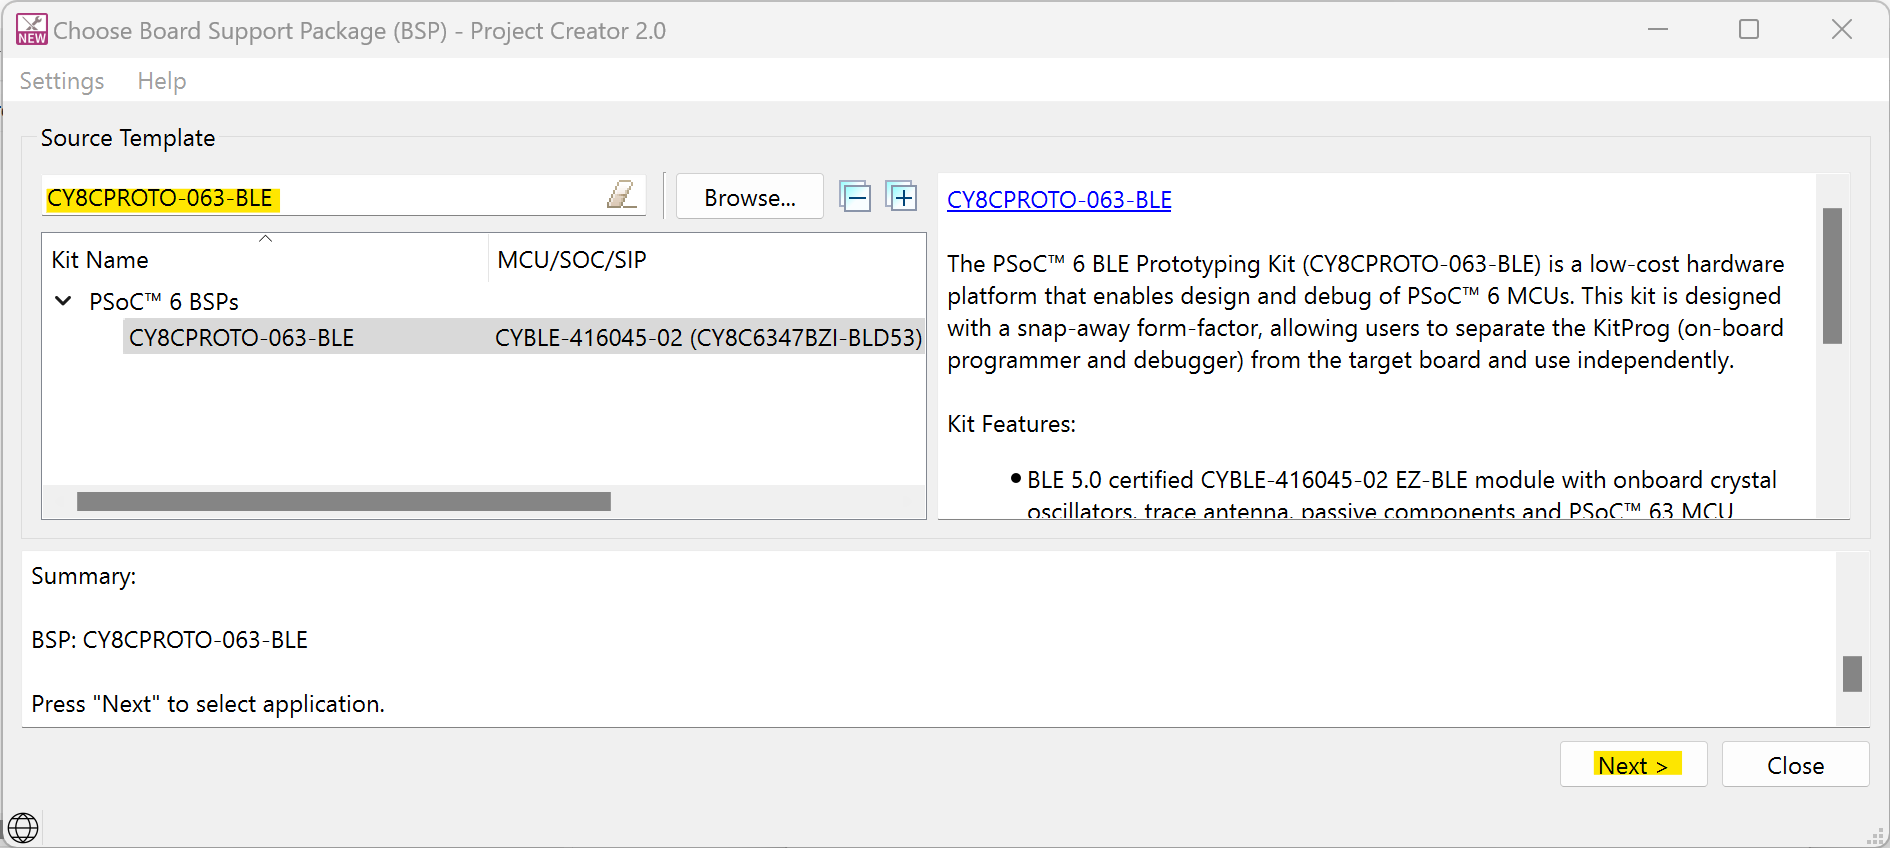 NEW
Choose Board Support Package (BSP) - Project Creator 2.0
Settings Help
Source Template
CY8CPROTO-063-BLE
Browse...
Kit Name MCU/SOC/SIP
PSoC™ 6 BSPs
CY8CPROTO-063-BLE CYBLE-416045-02 (CY8C6347BZI-BLD53)
CY8CPROTO-063-BLE
The PSoC™ 6 BLE Prototyping Kit (CY8CPROTO-063-BLE) is a low-cost hardware
platform that enables design and debug of PSoC™ 6 MCUs. This kit is designed
with a snap-away form-factor, allowing users to separate the KitProg (on-board
programmer and debugger) from the target board and use independently.
Kit Features:
● BLE 5.0 certified CYBLE-416045-02 EZ-BLE module with onboard crystal
oscillators, trace antenna, passive components and PSoC™ 63 MCU
Summary:
BSP: CY8CPROTO-063-BLE
Press "Next" to select application.
Next >
Close